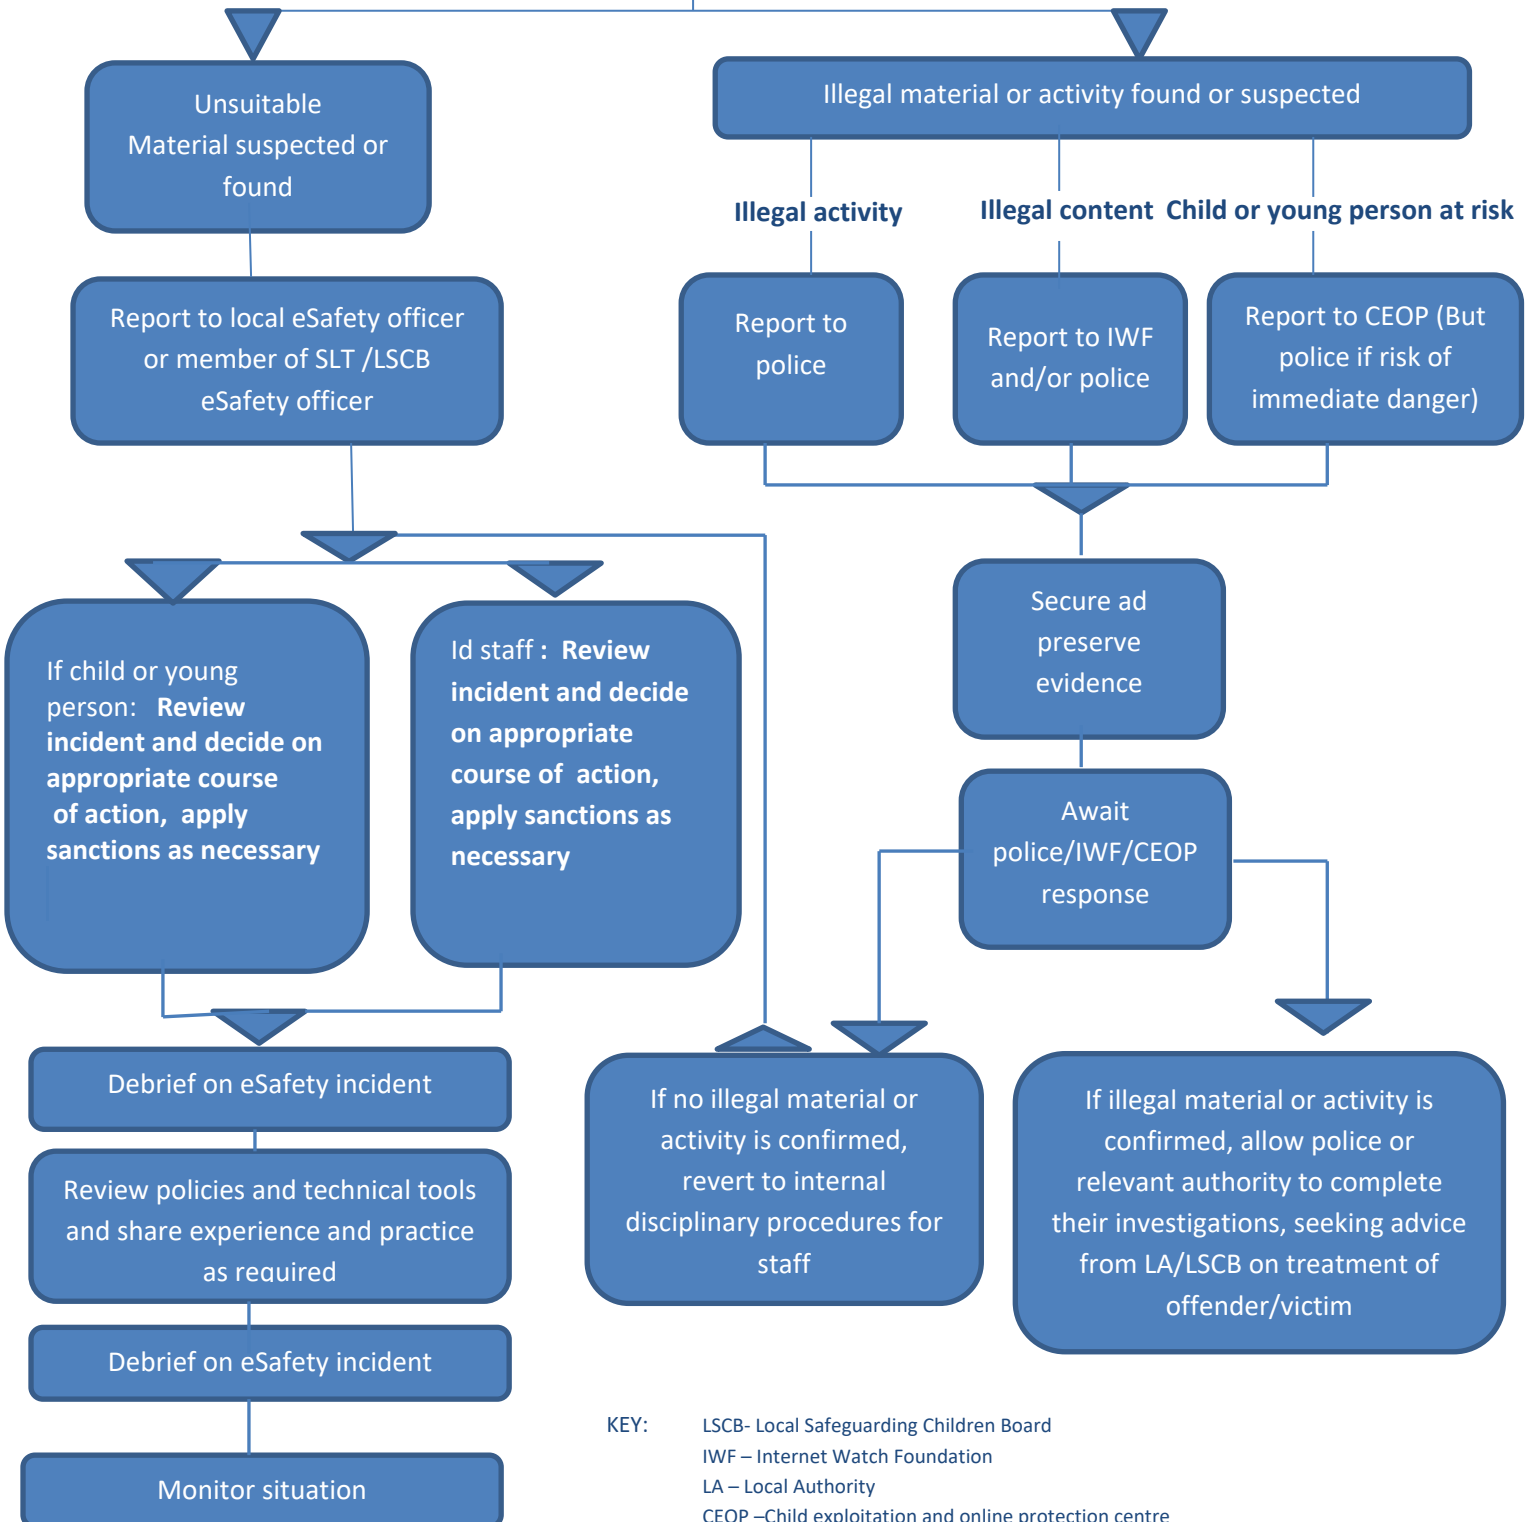 Unsuitable
Material suspected or
found
Illegal material or activity found or suspected
Illegal activity
Illegal content
Child or young person at risk
Report to local eSafety officer
or member of SLT /LSCB
eSafety officer
Report to
police
Report to IWF
and/or police
Report to CEOP (But
police if risk of
immediate danger)
If child or young
person: Review
incident and decide on
appropriate course
of action, apply
sanctions as necessary
Id staff : Review
incident and decide
on appropriate
course of action,
apply sanctions as
necessary
Secure ad
preserve
evidence
Await
police/IWF/CEOP
response
Debrief on eSafety incident
Review policies and technical tools
and share experience and practice
as required
Debrief on eSafety incident
Monitor situation
If no illegal material or
activity is confirmed,
revert to internal
disciplinary procedures for
staff
If illegal material or activity is
confirmed, allow police or
relevant authority to complete
their investigations, seeking advice
from LA/LSCB on treatment of
offender/victim
KEY: LSCB- Local Safeguarding Children Board
IWF – Internet Watch Foundation
LA – Local Authority
CEOP –Child exploitation and online protection centre